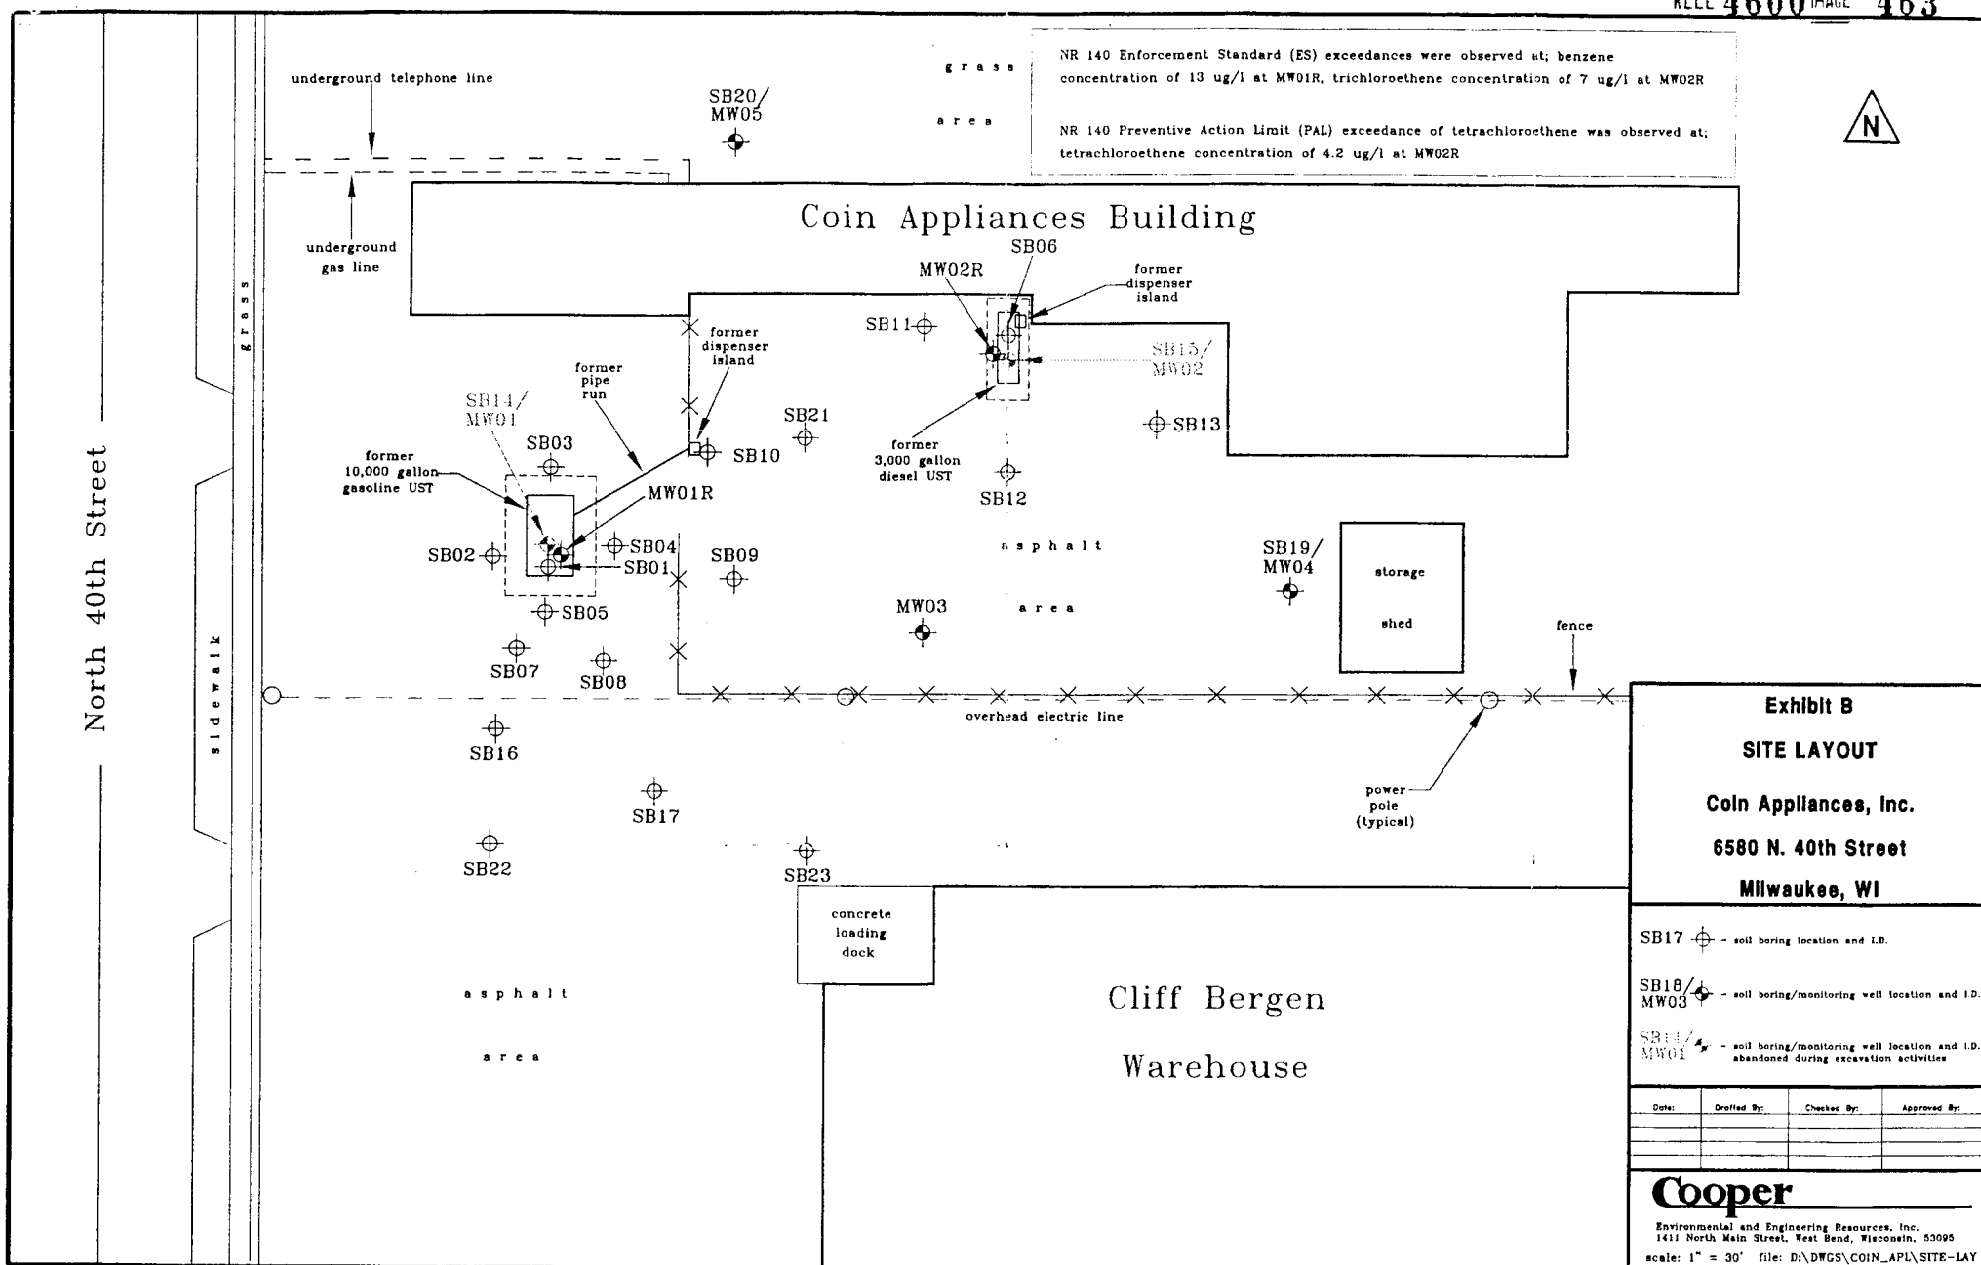 REEL 4600 IMAGE 463
underground telephone line
SB20/
MW05
grass
area
NR 140 Enforcement Standard (ES) exceedances were observed at; benzene
concentration of 13 ug/l at MW01R, trichloroethene concentration of 7 ug/l at MW02R
NR 140 Preventive Action Limit (PAL) exceedance of tetrachloroethene was observed at;
tetrachloroethene concentration of 4.2 ug/l at MW02R
N
underground
gas line
Coin Appliances Building
SB06
MW02R
former
dispenser
island
grass
SB11
former
dispenser
island
SB15/
MW02
former
pipe
run
SB14/
MW01
SB03
SB21
SB13
SB10
former
10,000 gallon
gasoline UST
former
3,000 gallon
diesel UST
MW01R
SB12
North 40th Street
SB02
SB04
SB01
SB09
asphalt
area
SB19/
MW04
storage
shed
SB05
MW03
fence
sidewalk
SB07
SB08
overhead electric line
SB16
SB17
power
pole
(typical)
SB22
SB23
concrete
loading
dock
asphalt
area
Cliff Bergen
Warehouse
Exhibit B
SITE LAYOUT
Coin Appliances, Inc.
6580 N. 40th Street
Milwaukee, WI
SB17 - soil boring location and I.D.
SB18/
MW03 - soil boring/monitoring well location and I.D.
SB14/
MW01 - soil boring/monitoring well location and I.D.
abandoned during excavation activities
Date: Drafted By: Checked By: Approved By:
Cooper
Environmental and Engineering Resources, Inc.
1411 North Main Street, West Bend, Wisconsin, 53095
scale: 1" = 30' file: D:\DWGS\COIN_APL\SITE-LAY